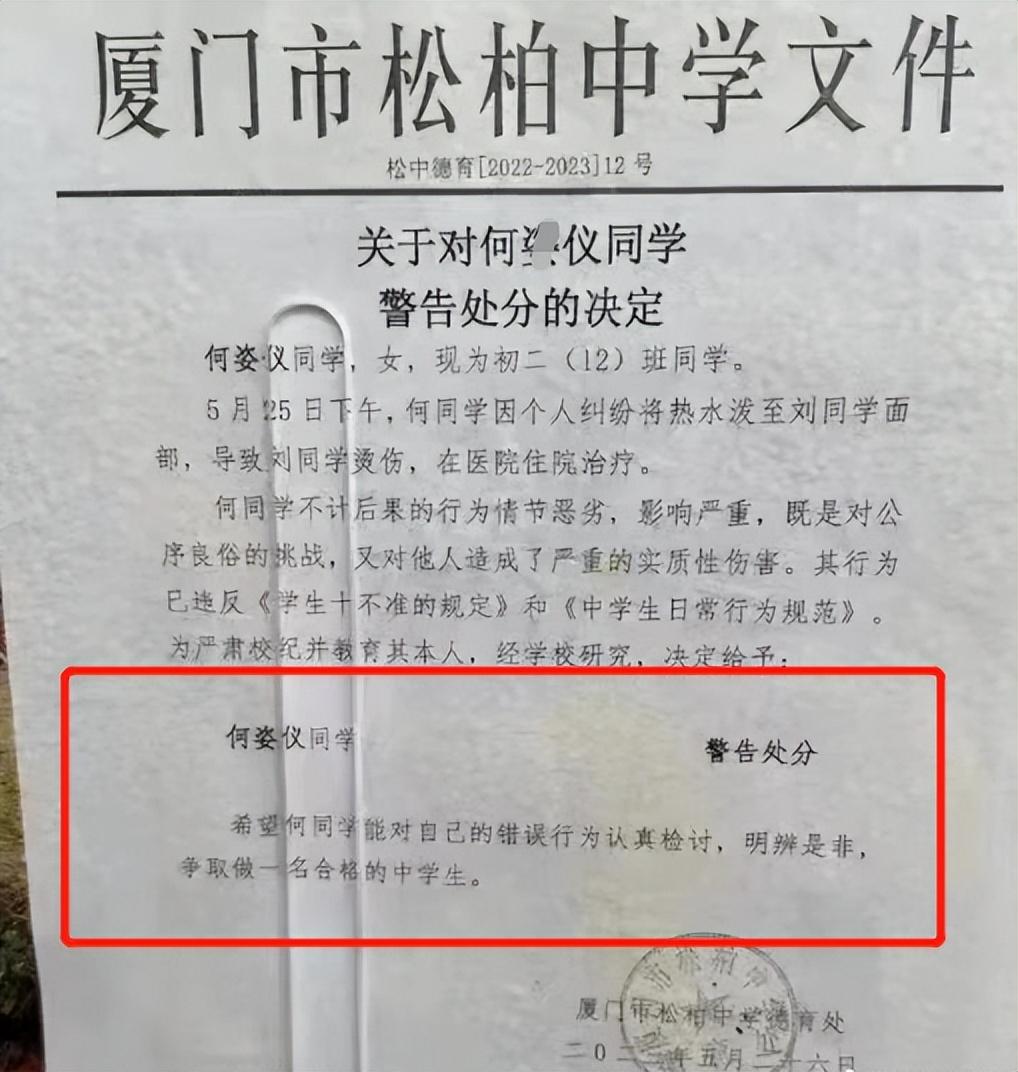 厦门市松柏中学文件
松中德育[2022-2023]12 号
关于对何姿仪同学
警告处分的决定
何姿仪同学，女，现为初二（12）班同学。
5 月 25 日下午，何同学因个人纠纷将热水泼至刘同学面
部，导致刘同学烫伤，在医院住院治疗。
何同学不计后果的行为情节恶劣，影响严重，既是对公
序良俗的挑战，又对他人造成了严重的实质性伤害。其行为
已违反《学生十不准的规定》和《中学生日常行为规范》。
为严肃校纪并教育其本人，经学校研究，决定给予：
何姿仪同学 警告处分
希望何同学能对自己的错误行为认真检讨，明辨是非，
争取做一名合格的中学生。
厦门市松柏中学德育处
二0二 年五月二十六日